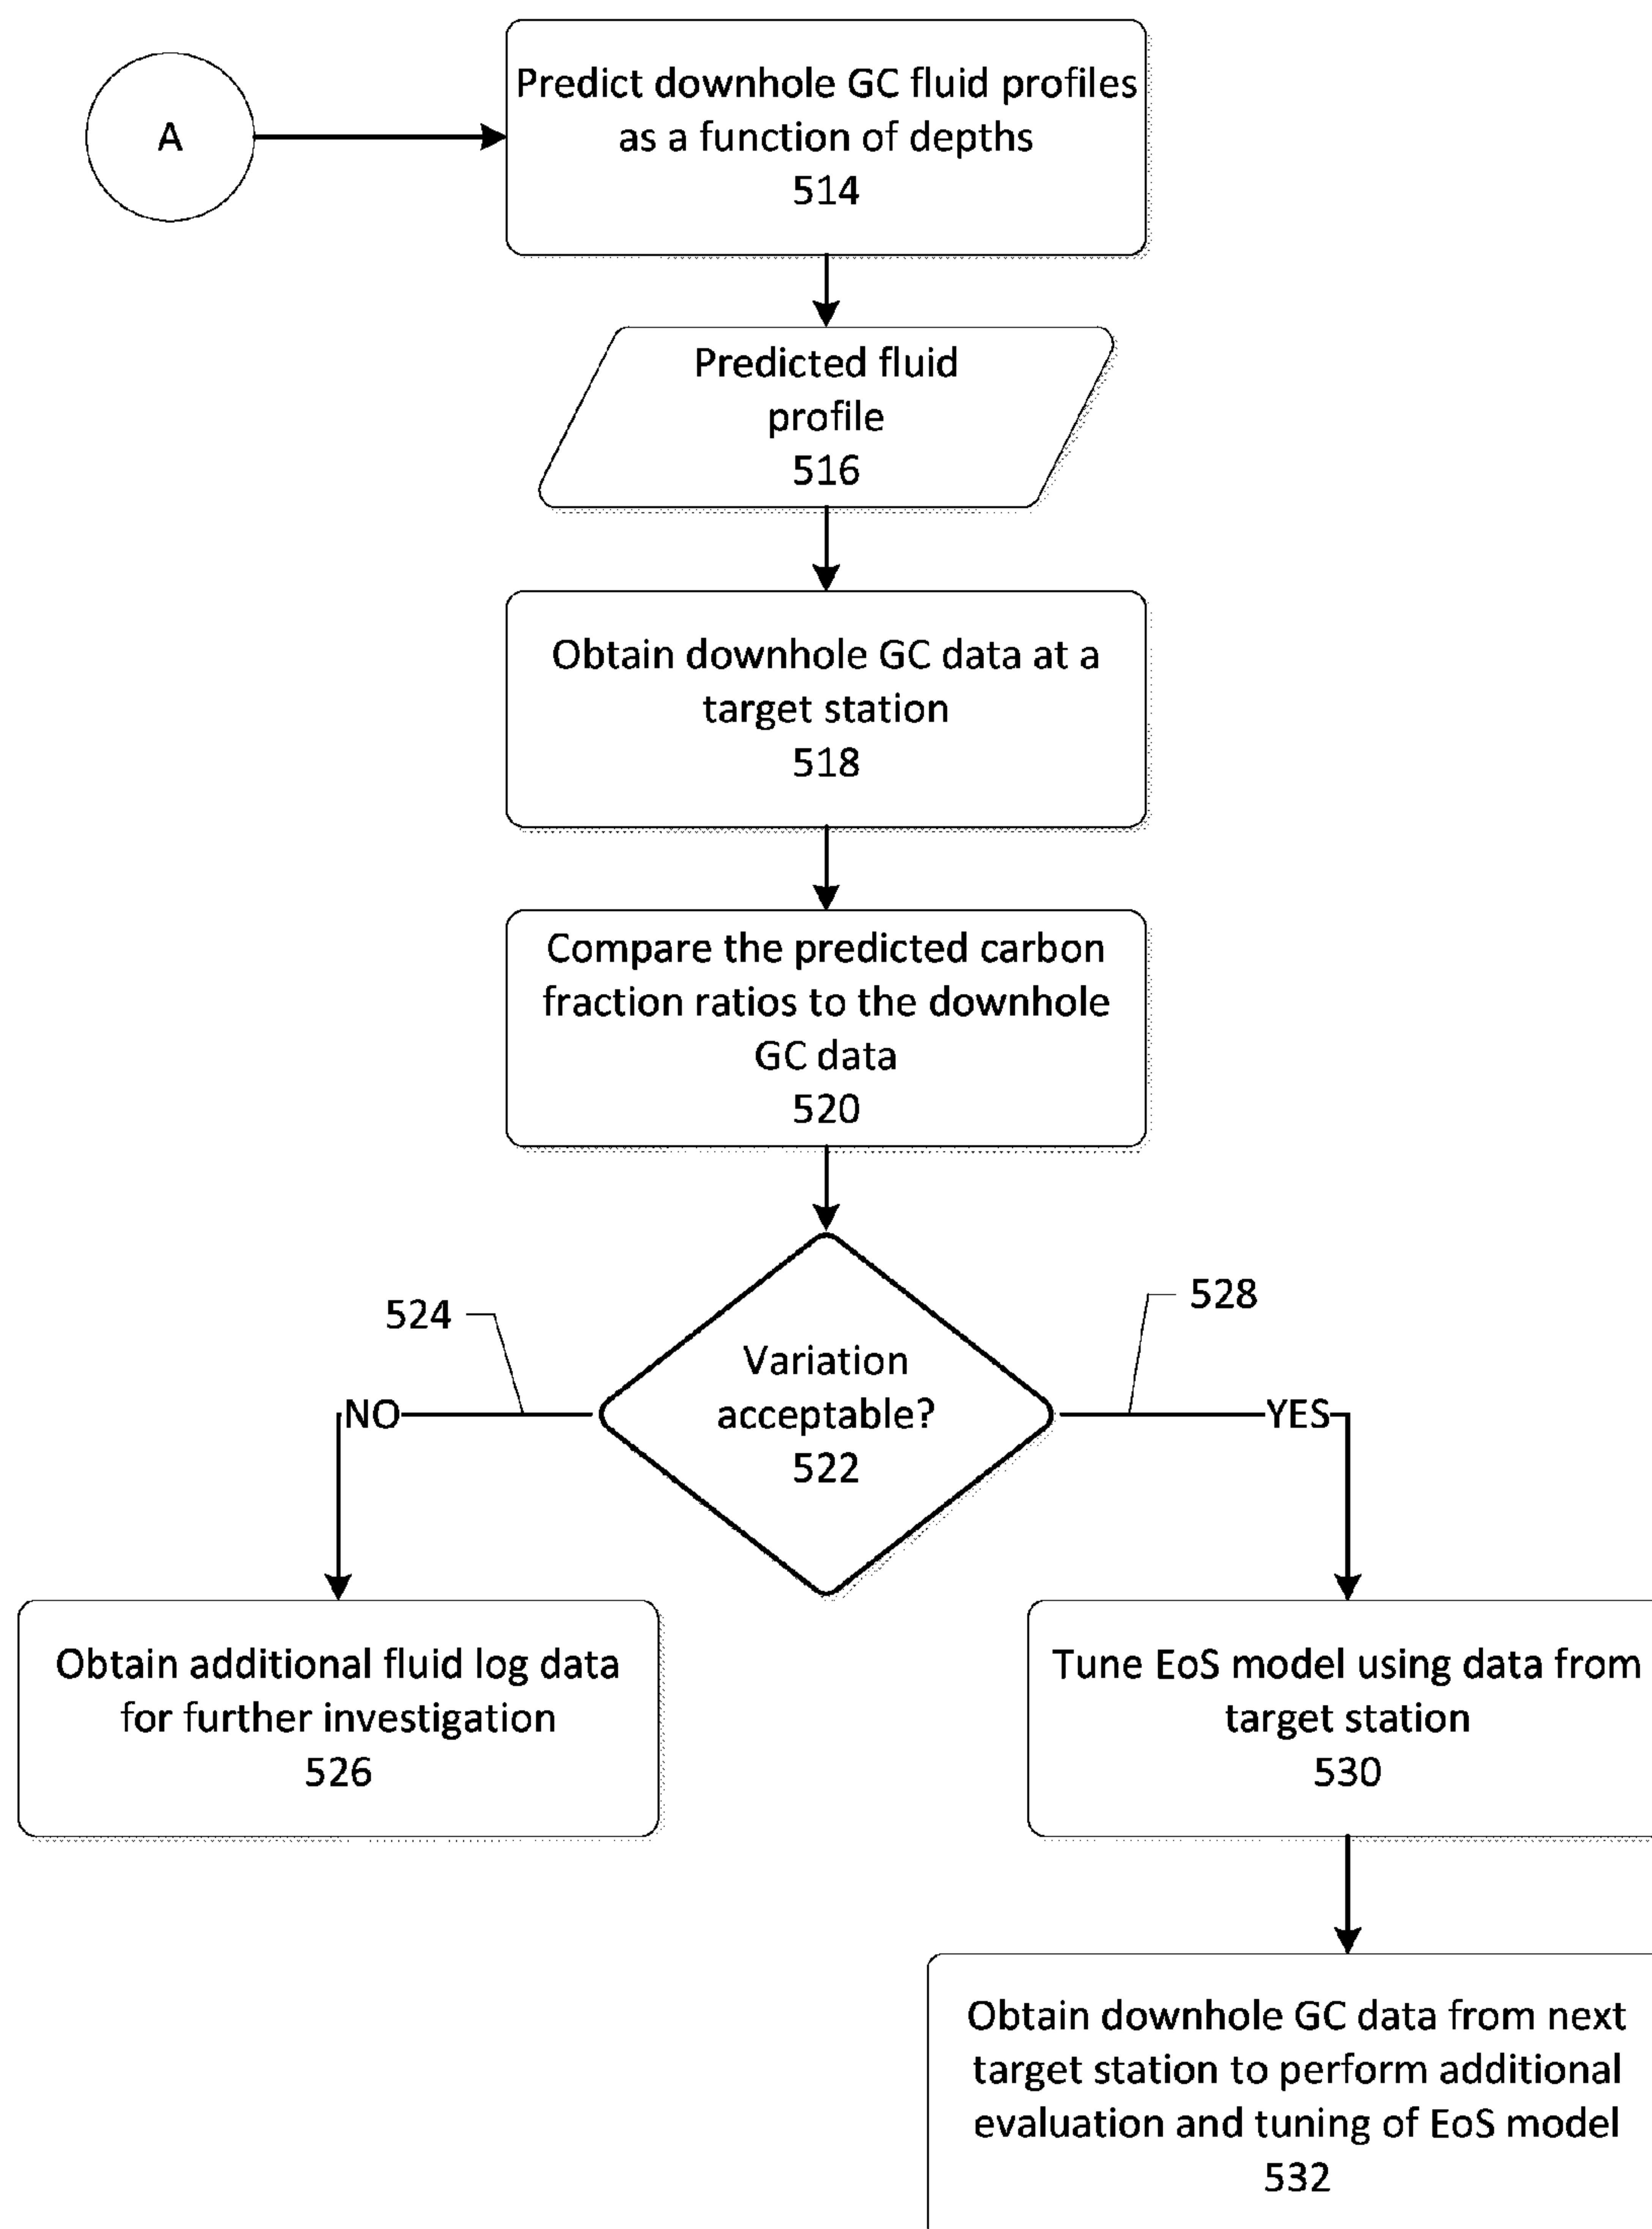 A
Predict downhole GC fluid profiles
as a function of depths
514
Predicted fluid
profile
516
Obtain downhole GC data at a
target station
518
Compare the predicted carbon
fraction ratios to the downhole
GC data
520
524
528
Variation
acceptable?
522
NO
YES
Obtain additional fluid log data
for further investigation
526
Tune EoS model using data from
target station
530
Obtain downhole GC data from next
target station to perform additional
evaluation and tuning of EoS model
532